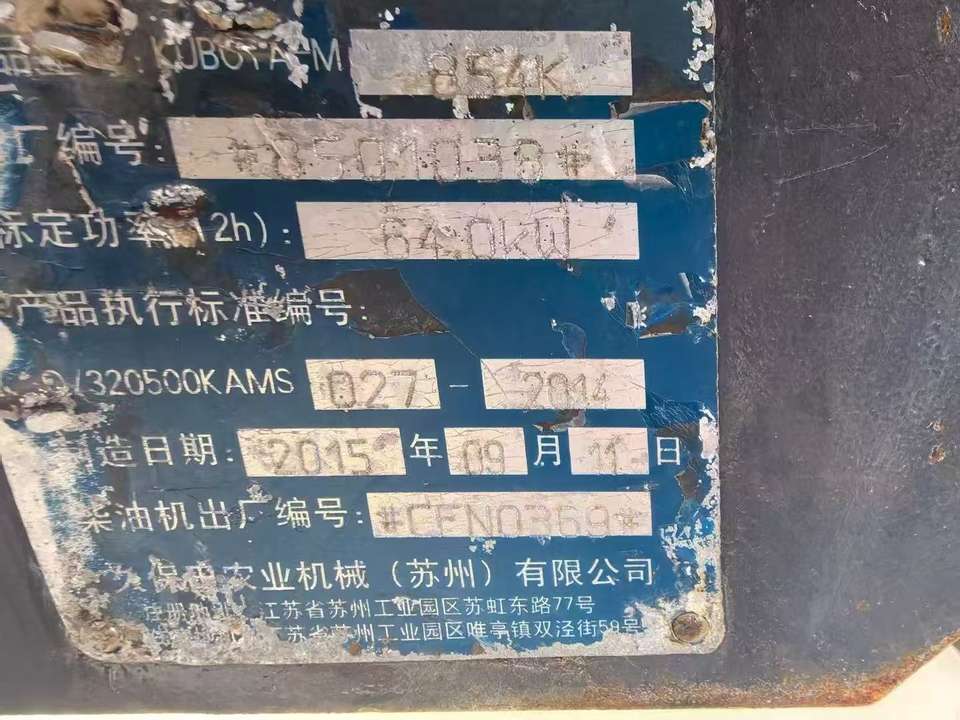 品 KUBOTA-M 854K
厂编号: *8501038*
标定功率(12h): 64.0kW
产品执行标准编号:
Q/320500KAMS 027 - 2014
造日期: 2015 年 09 月 11 日
柴油机出厂编号: *CFN0369*
久保田农业机械(苏州)有限公司
江苏省苏州工业园区苏虹东路77号
江苏省苏州工业园区唯亭镇双泾街59号